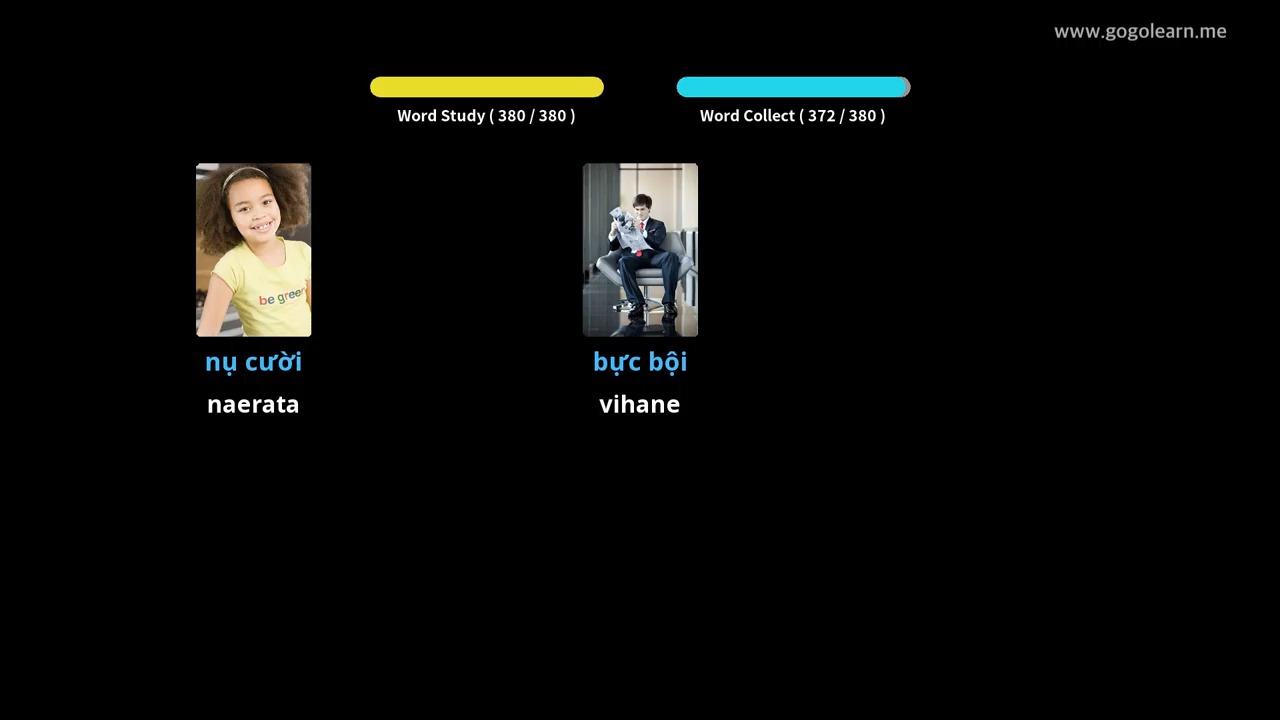 www.gogolearn.me
Word Study ( 380 / 380 )
Word Collect ( 372 / 380 )
be green
nụ cười
bực bội
naerata
vihane